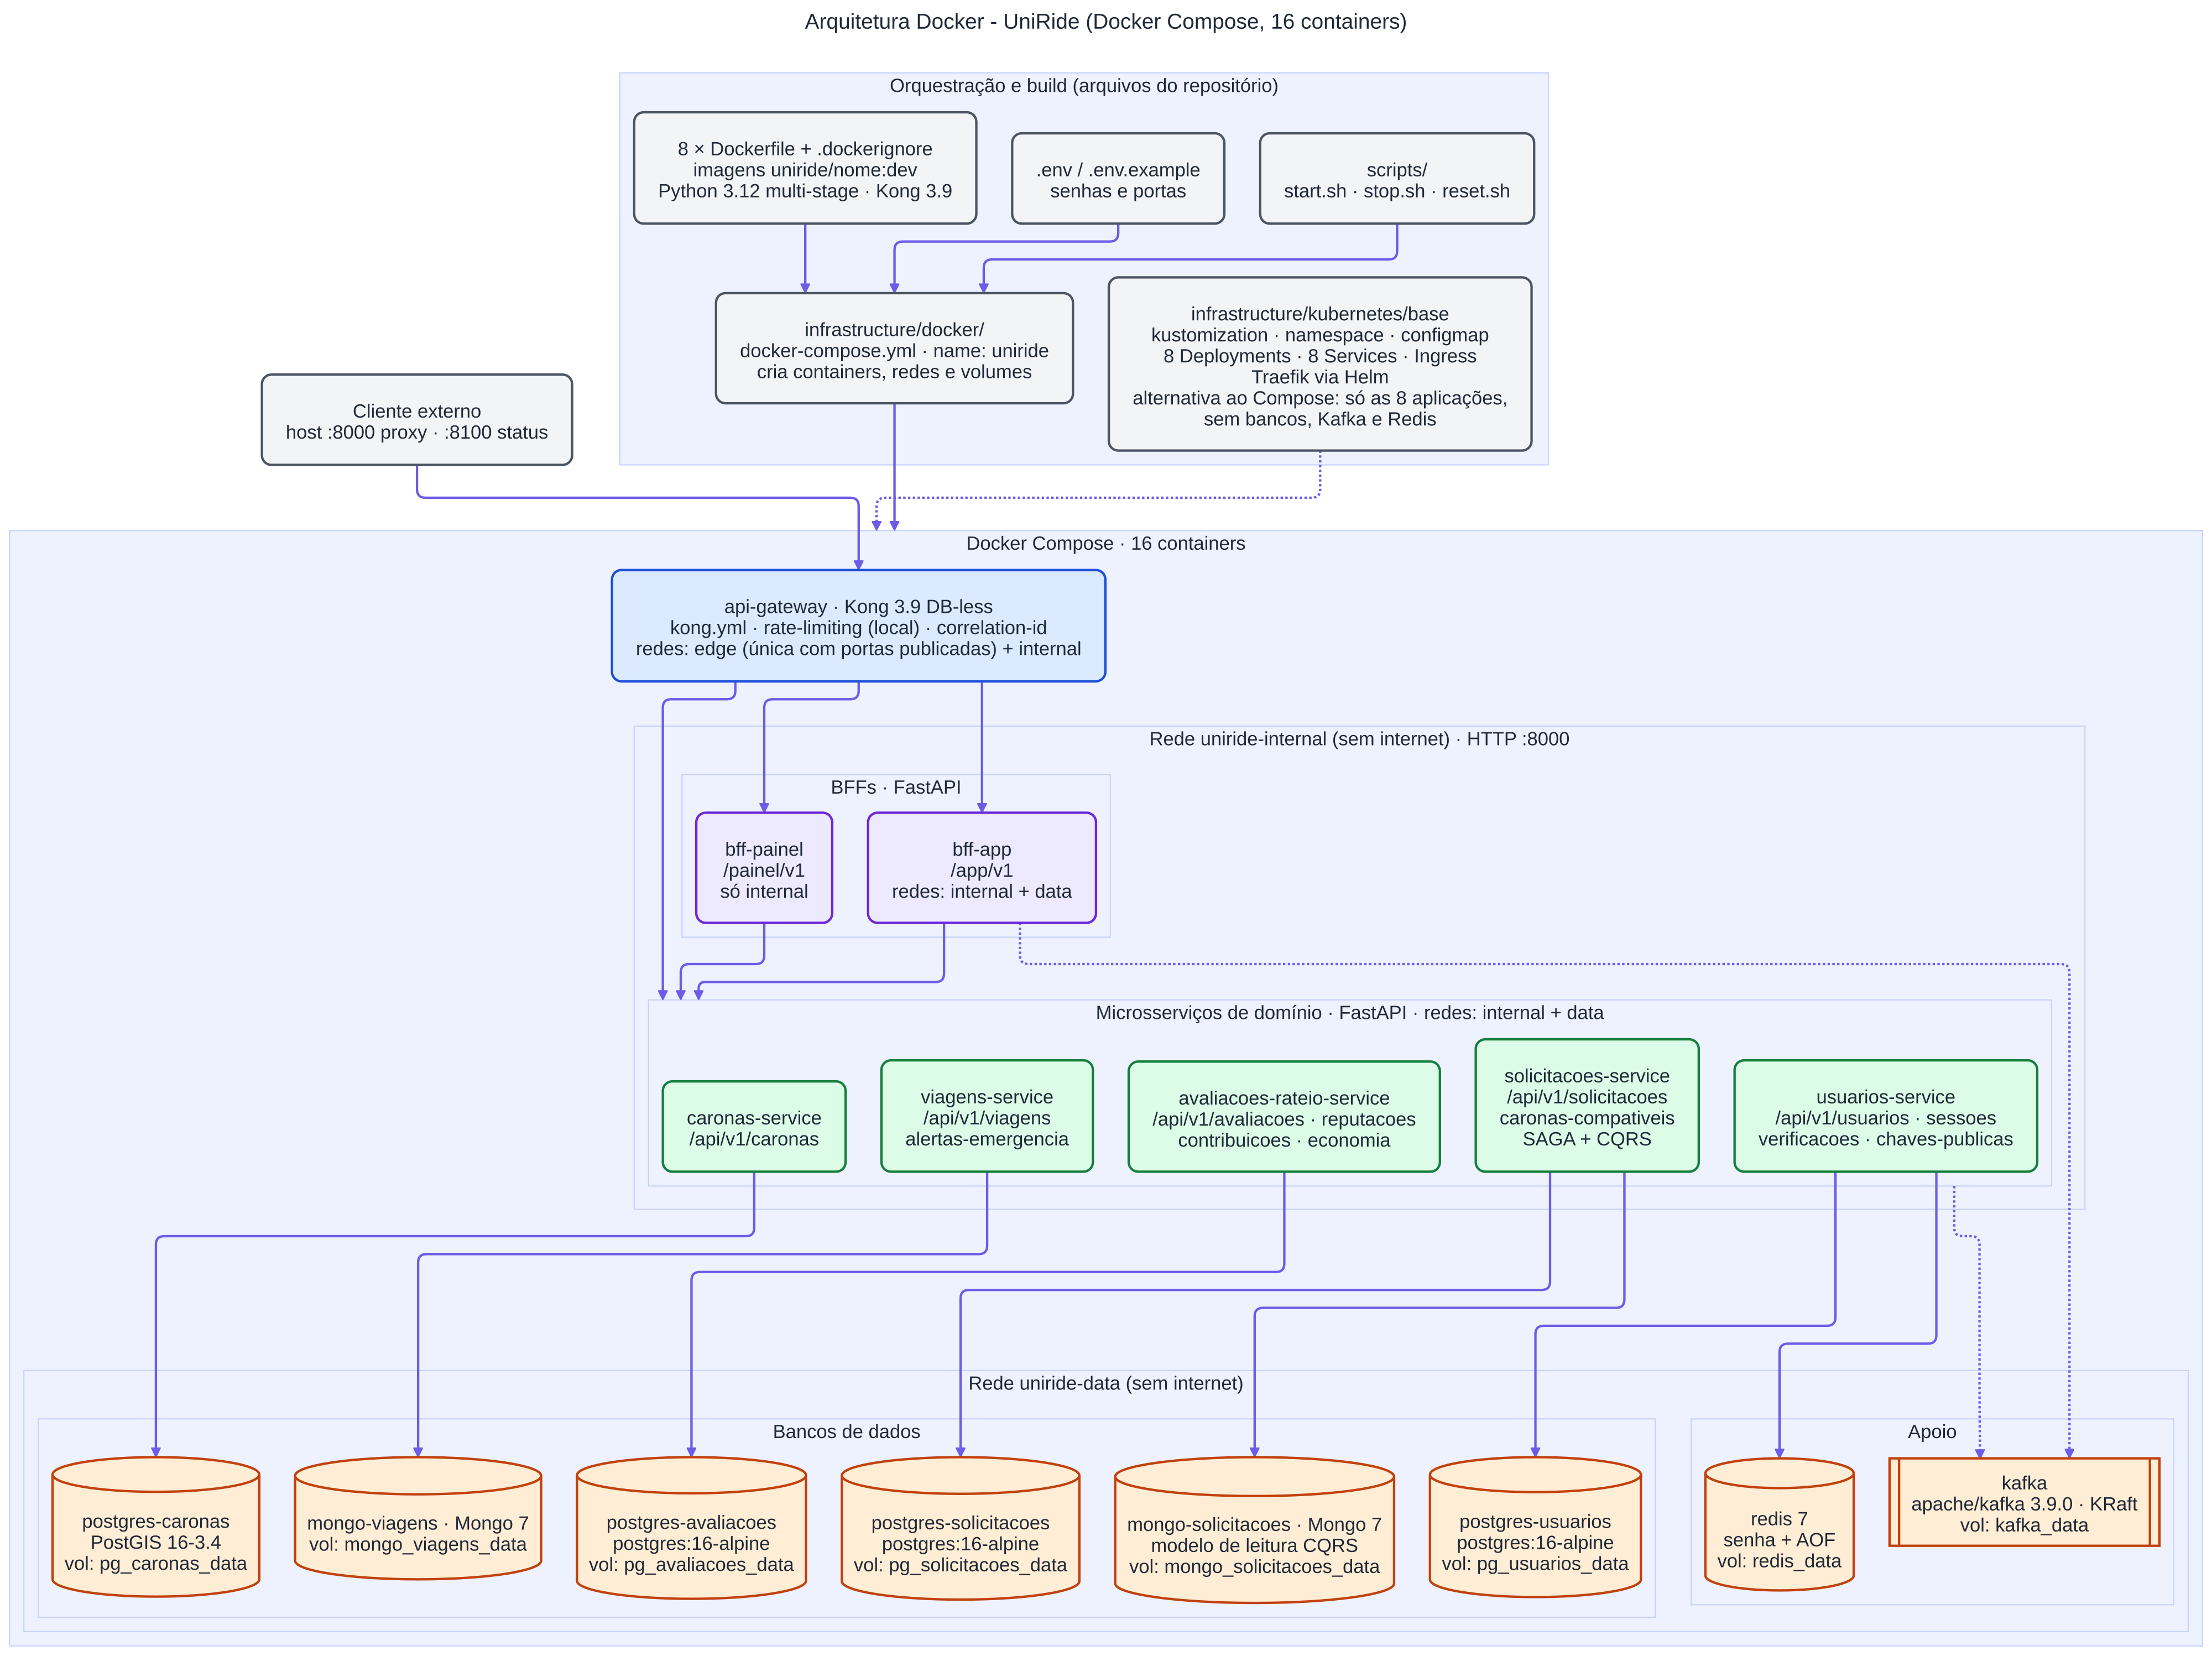 Arquitetura Docker - UniRide (Docker Compose, 16 containers)
Orquestração e build (arquivos do repositório)
8 × Dockerfile + .dockerignore
imagens uniride/nome:dev
Python 3.12 multi-stage · Kong 3.9
.env / .env.example
senhas e portas
scripts/
start.sh · stop.sh · reset.sh
infrastructure/docker/
docker-compose.yml · name: uniride
cria containers, redes e volumes
infrastructure/kubernetes/base
kustomization · namespace · configmap
8 Deployments · 8 Services · Ingress
Traefik via Helm
alternativa ao Compose: só as 8 aplicações,
sem bancos, Kafka e Redis
Cliente externo
host :8000 proxy · :8100 status
Docker Compose · 16 containers
api-gateway · Kong 3.9 DB-less
kong.yml · rate-limiting (local) · correlation-id
redes: edge (única com portas publicadas) + internal
Rede uniride-internal (sem internet) · HTTP :8000
BFFs · FastAPI
bff-painel
/painel/v1
só internal
bff-app
/app/v1
redes: internal + data
Microsserviços de domínio · FastAPI · redes: internal + data
caronas-service
/api/v1/caronas
viagens-service
/api/v1/viagens
alertas-emergencia
avaliacoes-rateio-service
/api/v1/avaliacoes · reputacoes
contribuicoes · economia
solicitacoes-service
/api/v1/solicitacoes
caronas-compativeis
SAGA + CQRS
usuarios-service
/api/v1/usuarios · sessoes
verificacoes · chaves-publicas
Rede uniride-data (sem internet)
Bancos de dados
postgres-caronas
PostGIS 16-3.4
vol: pg_caronas_data
mongo-viagens · Mongo 7
vol: mongo_viagens_data
postgres-avaliacoes
postgres:16-alpine
vol: pg_avaliacoes_data
postgres-solicitacoes
postgres:16-alpine
vol: pg_solicitacoes_data
mongo-solicitacoes · Mongo 7
modelo de leitura CQRS
vol: mongo_solicitacoes_data
postgres-usuarios
postgres:16-alpine
vol: pg_usuarios_data
Apoio
redis 7
senha + AOF
vol: redis_data
kafka
apache/kafka 3.9.0 · KRaft
vol: kafka_data